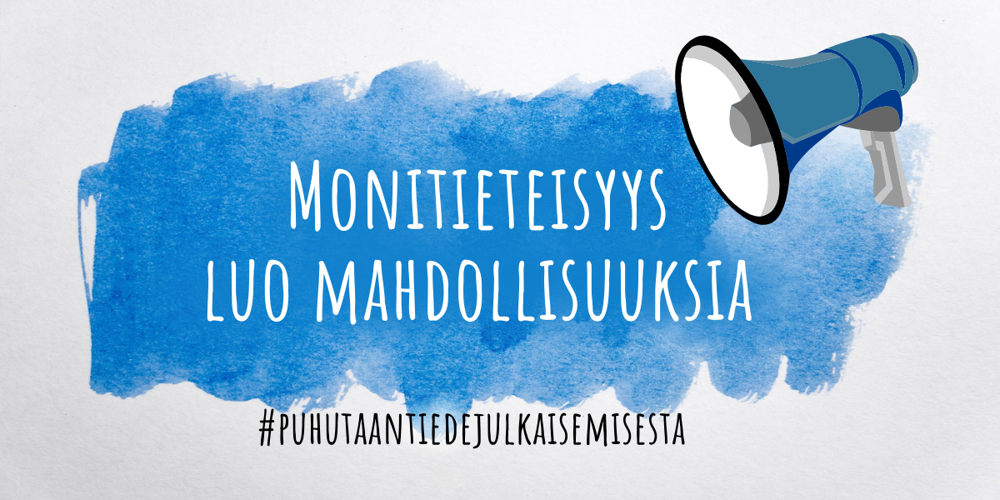 Monitieteisyys
luo mahdollisuuksia
#puhutaantiedejulkaisemisesta